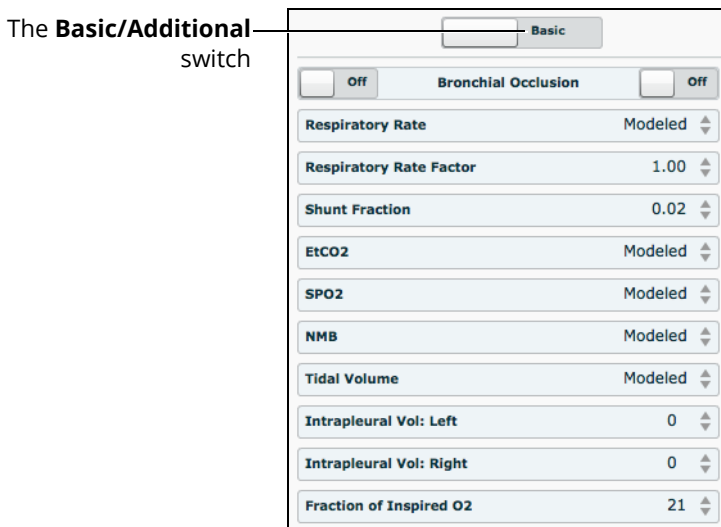 The Basic/Additional
switch
Basic
Off Bronchial Occlusion Off
Respiratory Rate Modeled
Respiratory Rate Factor 1.00
Shunt Fraction 0.02
EtCO2 Modeled
SPO2 Modeled
NMB Modeled
Tidal Volume Modeled
Intrapleural Vol: Left 0
Intrapleural Vol: Right 0
Fraction of Inspired O2 21